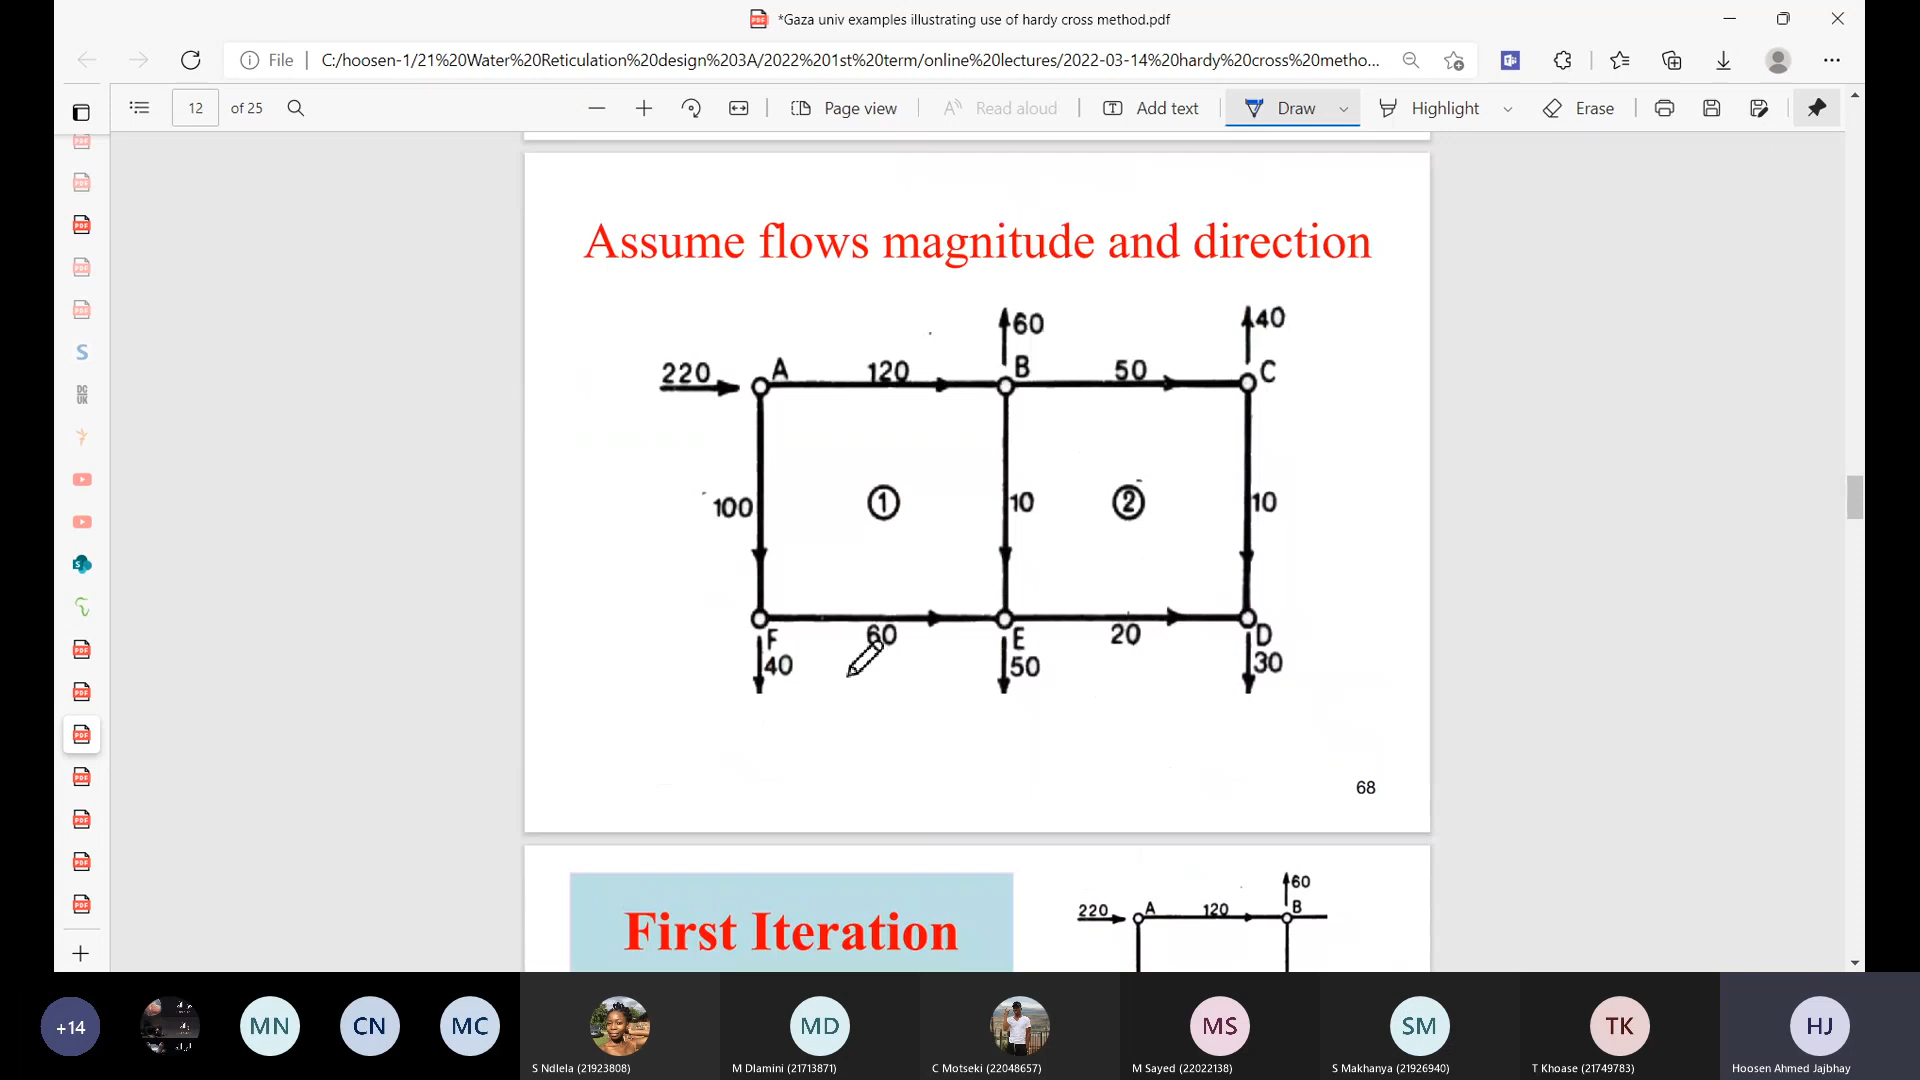 *Gaza univ examples illustrating use of hardy cross method.pdf
File | C:/hoosen-1/21%20Water%20Reticulation%20design%203A/2022%201st%20term/online%20lectures/2022-03-14%20hardy%20cross%20metho...
12 of 25 Page view Read aloud Add text Draw Highlight Erase
Assume flows magnitude and direction
60 40
220 A 120 B 50 C
100 1 10 2 10
F 60 E 20 D
40 50 30
68
First Iteration
60
220 A 120 B
S
DC
UK
S
PDF
+14 MN CN MC MD MS SM TK HJ
S Ndlela (21923808) M Dlamini (21713871) C Motseki (22048657) M Sayed (22022138) S Makhanya (21926940) T Khoase (21749783) Hoosen Ahmed Jajbhay